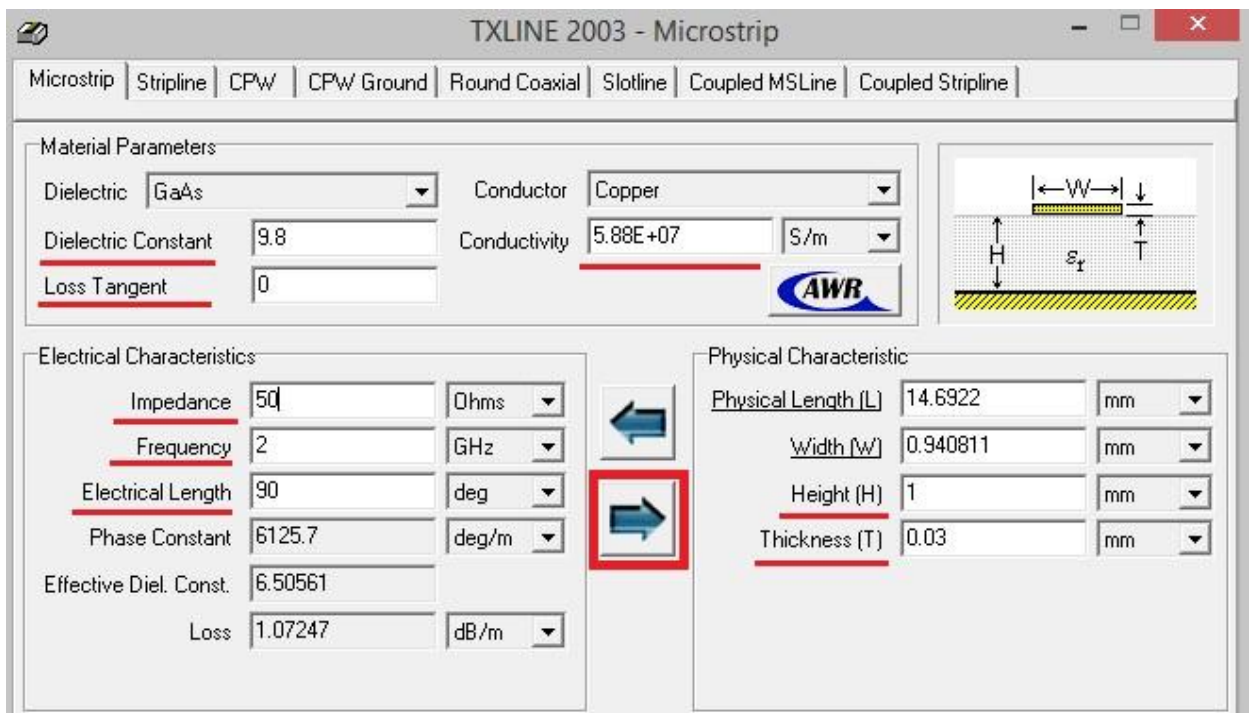 TXLINE 2003 - Microstrip
Microstrip Stripline CPW CPW Ground Round Coaxial Slotline Coupled MSLine Coupled Stripline
Material Parameters
Dielectric GaAs Conductor Copper
Dielectric Constant 9.8 Conductivity 5.88E+07 S/m
Loss Tangent 0
AWR
W
H
εr
T
Electrical Characteristics
Impedance 50 Ohms
Frequency 2 GHz
Electrical Length 90 deg
Phase Constant 6125.7 deg/m
Effective Diel. Const. 6.50561
Loss 1.07247 dB/m
Physical Characteristic
Physical Length (L) 14.6922 mm
Width (W) 0.940811 mm
Height (H) 1 mm
Thickness (T) 0.03 mm